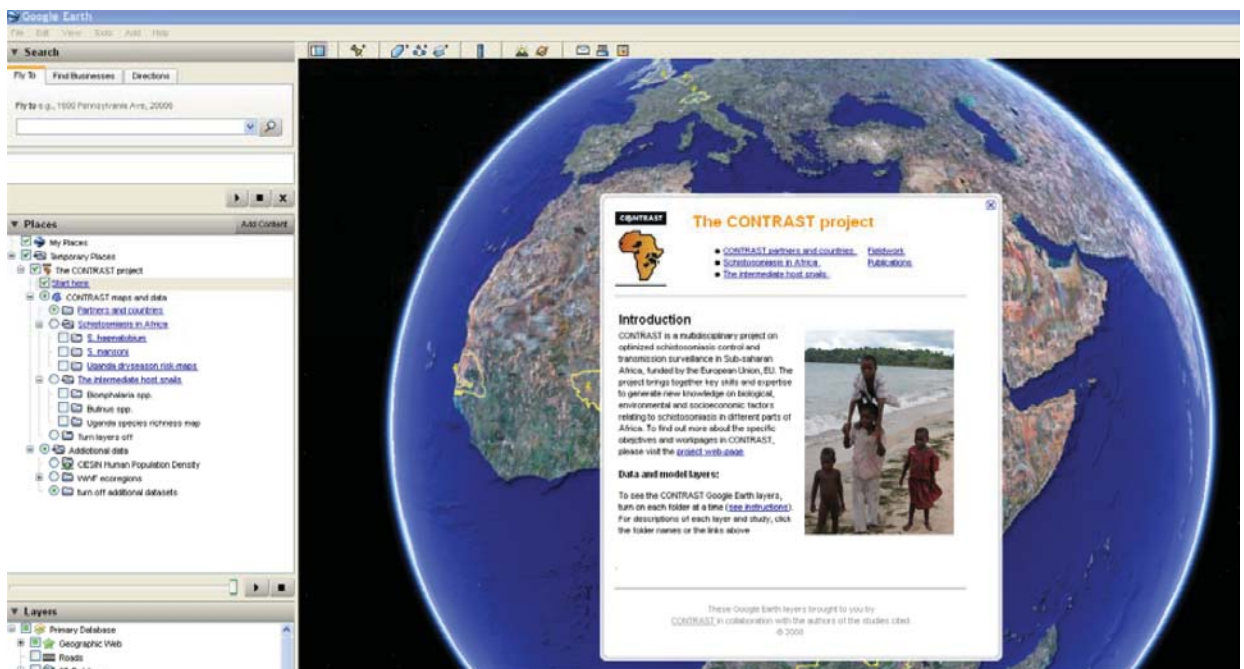 Google Earth
File Edit View Tools Add Help
Search
Fly To Find Businesses Directions
Fly to e.g., 1600 Pennsylvania Ave, 20006
Places Add Content
My Places
Temporary Places
The CONTRAST project
Start here
CONTRAST maps and data
Partners and countries
Schistosomiasis in Africa
S. haematobium
S. mansoni
Uganda dryseason risk-maps
The intermediate host snails
Biomphalaria spp.
Bulinus spp.
Uganda species richness map
Turn layers off
Additional data
CIESIN Human Population Density
WWF ecoregions
turn off additional datasets
Layers
Primary Database
Geographic Web
Roads
CONTRAST
The CONTRAST project
CONTRAST partners and countries Fieldwork
Schistosomiasis in Africa Publications
The intermediate host snails
Introduction
CONTRAST is a multidisciplinary project on
optimized schistosomiasis control and
transmission surveillance in Sub-saharan
Africa, funded by the European Union, EU. The
project brings together key skills and expertise
to generate new knowledge on biological,
environmental and socioeconomic factors
relating to schistosomiasis in different parts of
Africa. To find out more about the specific
objectives and workpages in CONTRAST,
please visit the project web-page
Data and model layers:
To see the CONTRAST Google Earth layers,
turn on each folder at a time (see instructions).
For descriptions of each layer and study, click
the folder names or the links above
These Google Earth layers brought to you by
CONTRAST in collaboration with the authors of the studies cited
© 2008